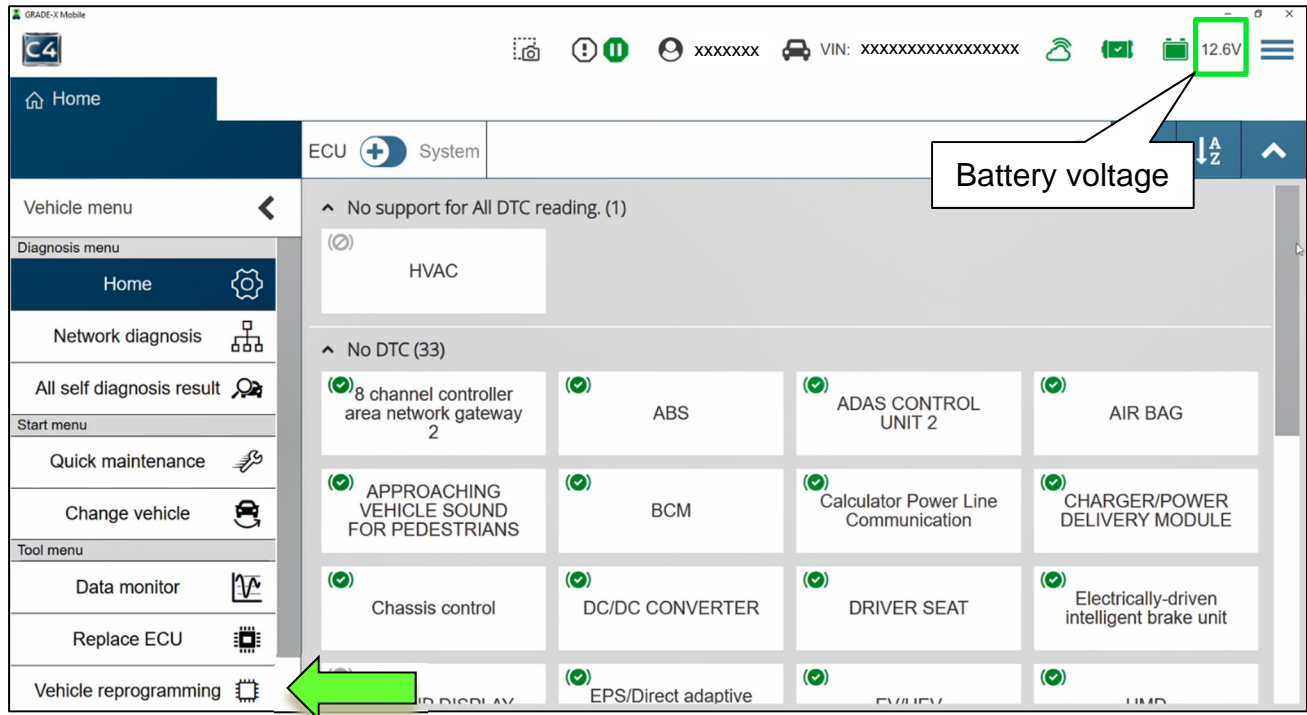 GRADE-X Mobile
C4
xxxxxxx
VIN: xxxxxxxxxxxxxxxxx
12.6V
Home
Battery voltage
ECU
System
A
Z
Vehicle menu
Diagnosis menu
Home
Network diagnosis
All self diagnosis result
Start menu
Quick maintenance
Change vehicle
Tool menu
Data monitor
Replace ECU
Vehicle reprogramming
No support for All DTC reading. (1)
HVAC
No DTC (33)
8 channel controller
area network gateway
2
ABS
ADAS CONTROL
UNIT 2
AIR BAG
APPROACHING
VEHICLE SOUND
FOR PEDESTRIANS
BCM
Calculator Power Line
Communication
CHARGER/POWER
DELIVERY MODULE
Chassis control
DC/DC CONVERTER
DRIVER SEAT
Electrically-driven
intelligent brake unit
DISPLAY
EPS/Direct adaptive
EV/HEV